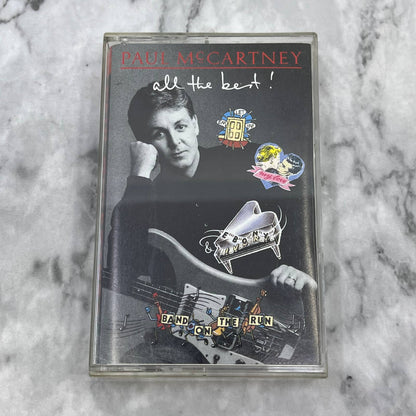 PAUL McCARTNEY
all the best!
EBONY
& IVORY
BAND ON THE RUN